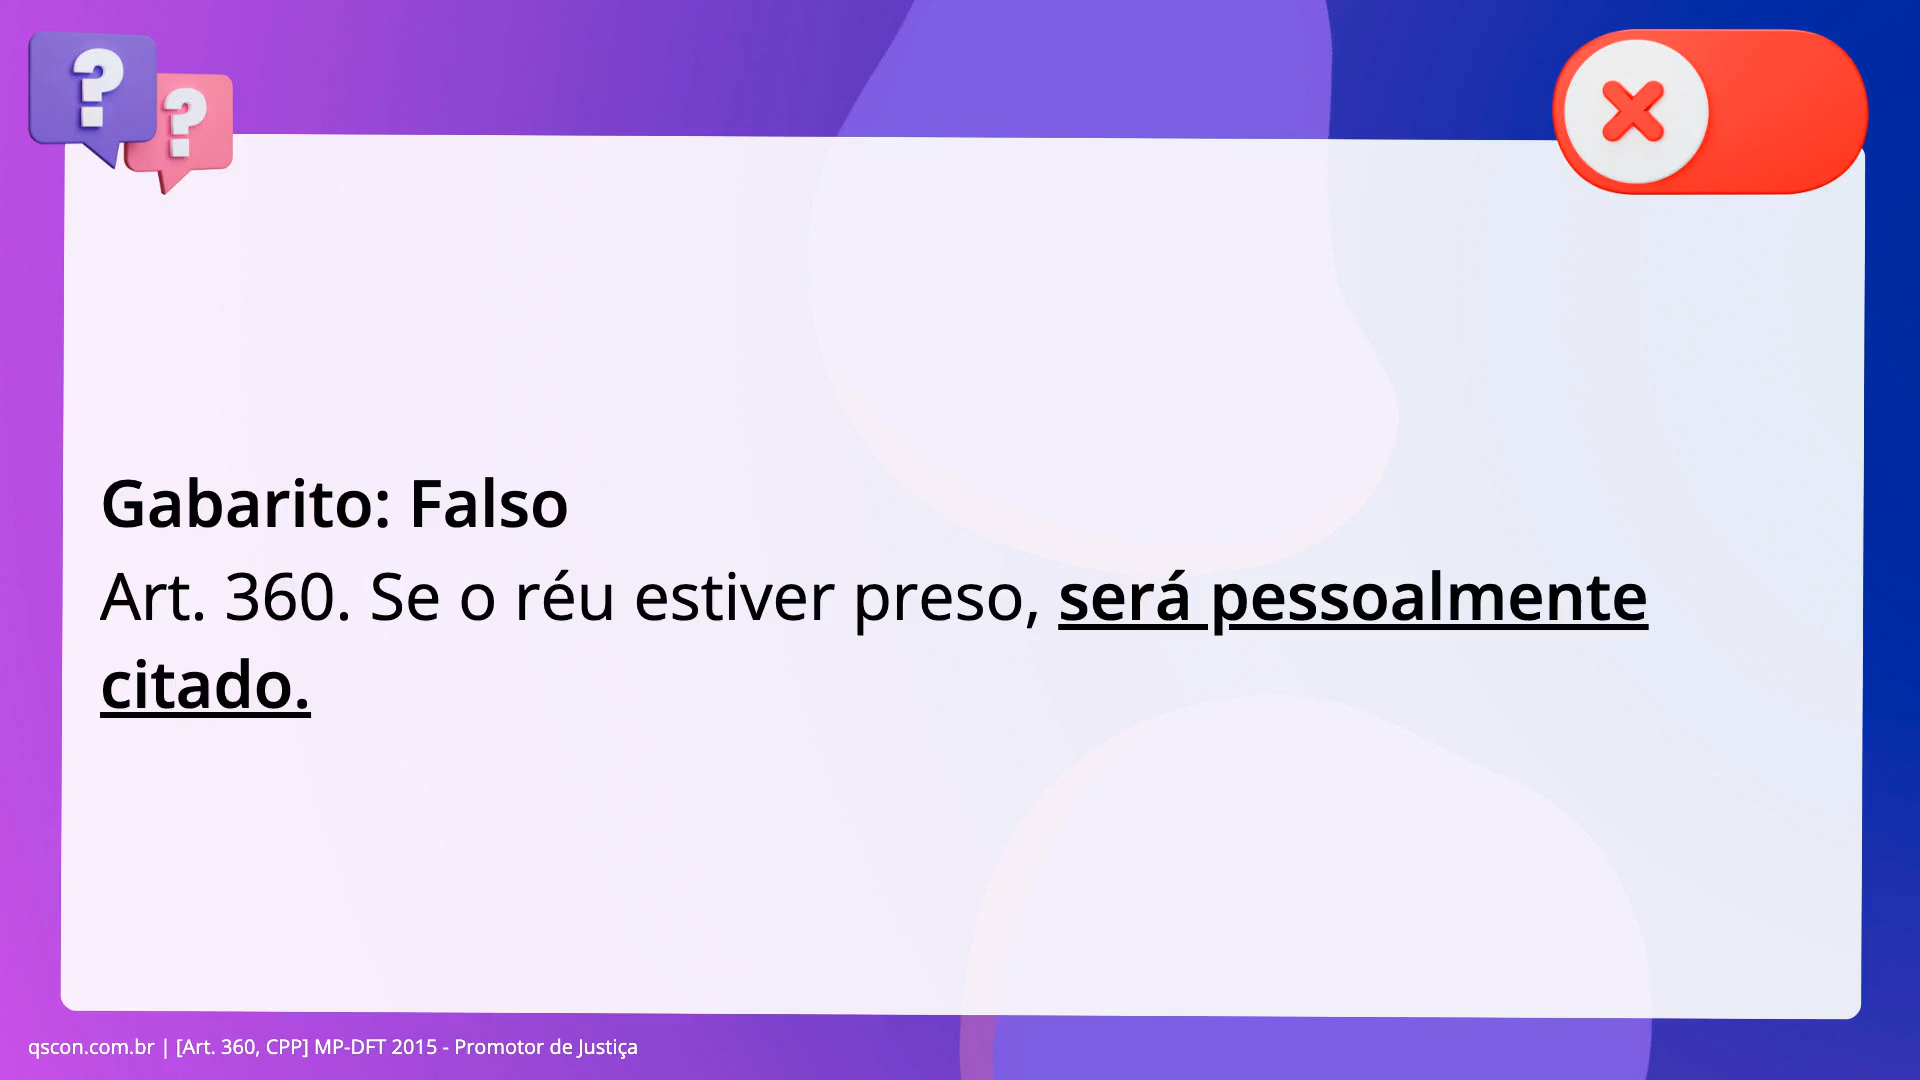 ? ?
Gabarito: Falso
Art. 360. Se o réu estiver preso, será pessoalmente
citado.
qscon.com.br | [Art. 360, CPP] MP-DFT 2015 - Promotor de Justiça